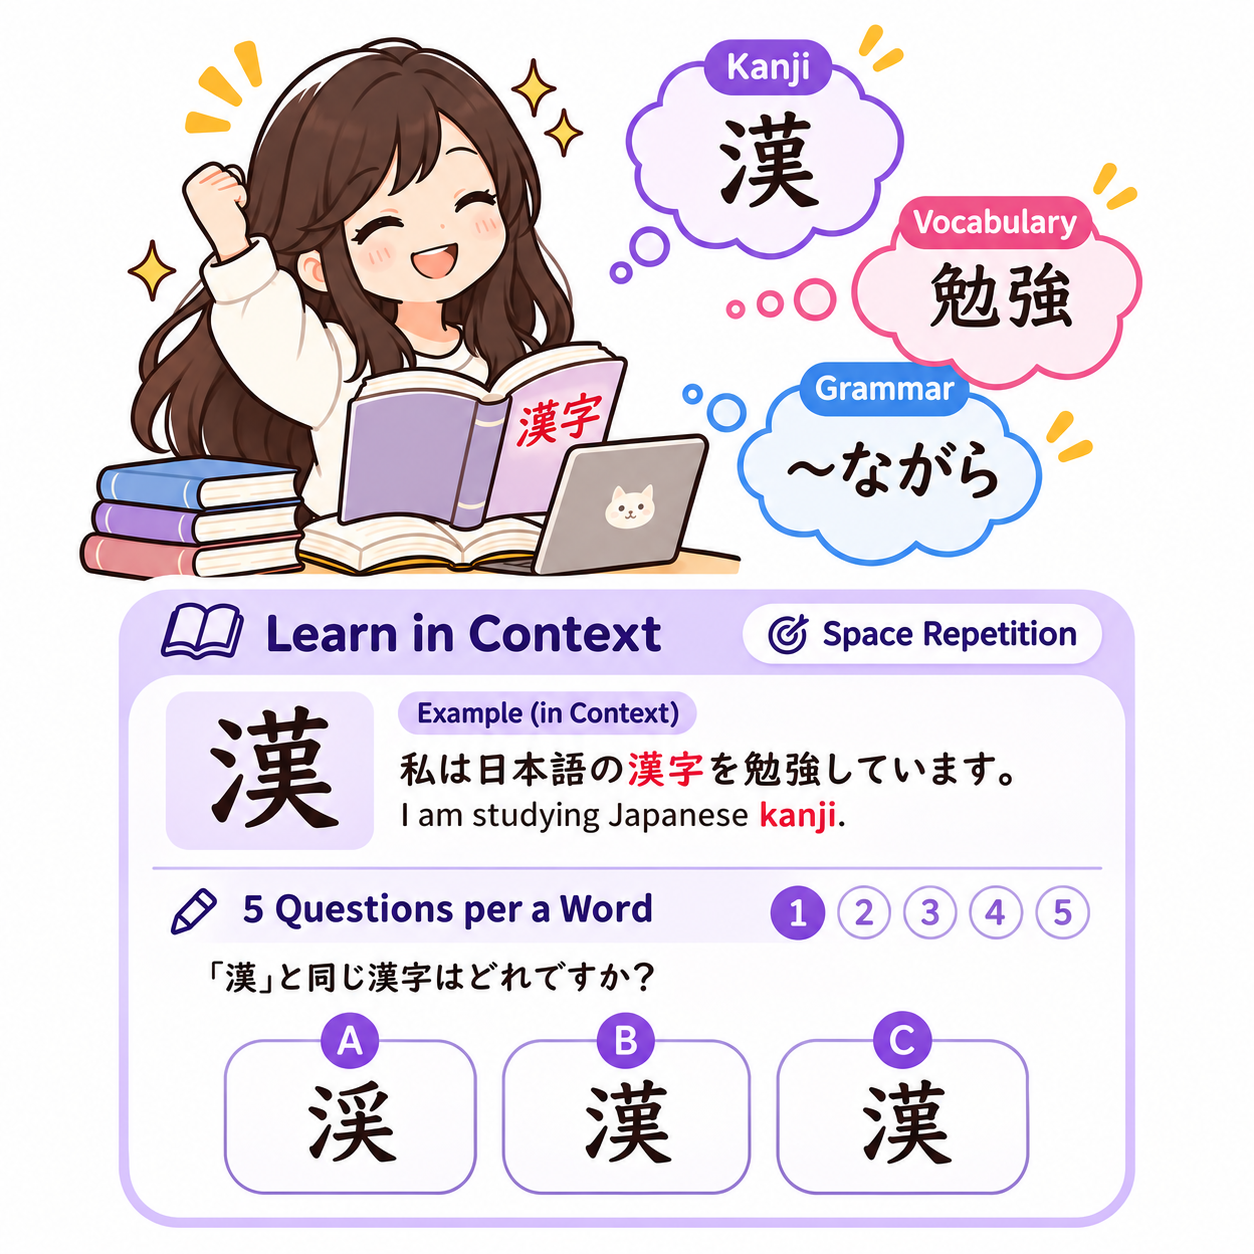 Kanji
漢
Vocabulary
勉強
Grammar
～ながら
漢字
Learn in Context
Space Repetition
漢
Example (in Context)
私は日本語の漢字を勉強しています。
I am studying Japanese kanji.
5 Questions per a Word
1 2 3 4 5
「漢」と同じ漢字はどれですか？
A
渓
B
漢
C
漢